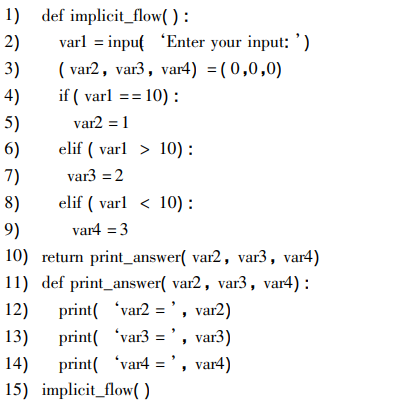 1) def implicit_flow():
2) var1 = input( ‘Enter your input: ’)
3) ( var2, var3, var4) = ( 0,0,0)
4) if ( var1 == 10) :
5) var2 = 1
6) elif ( var1 > 10) :
7) var3 = 2
8) elif ( var1 < 10) :
9) var4 = 3
10) return print_answer( var2, var3, var4)
11) def print_answer( var2, var3, var4) :
12) print( ‘var2 = ’, var2)
13) print( ‘var3 = ’, var3)
14) print( ‘var4 = ’, var4)
15) implicit_flow( )